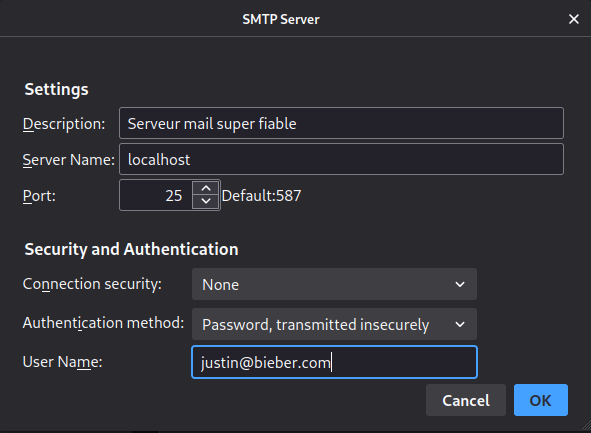 SMTP Server
Settings
Description: Serveur mail super fiable
Server Name: localhost
Port: 25 Default:587
Security and Authentication
Connection security: None
Authentication method: Password, transmitted insecurely
User Name: justin@bieber.com
Cancel OK